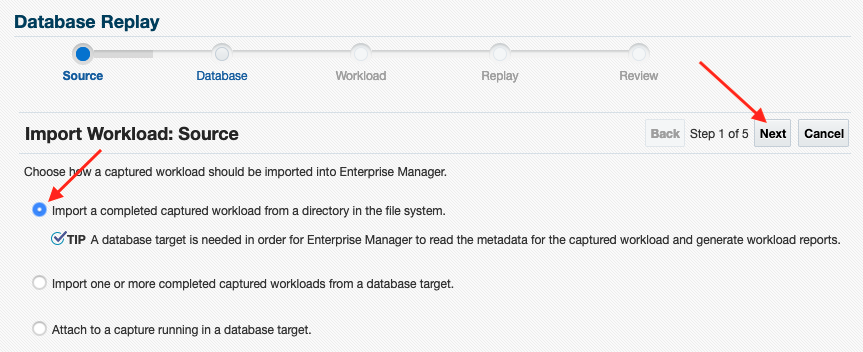 Database Replay
Source
Database
Workload
Replay
Review
Import Workload: Source
Back
Step 1 of 5
Next
Cancel
Choose how a captured workload should be imported into Enterprise Manager.
Import a completed captured workload from a directory in the file system.
TIP A database target is needed in order for Enterprise Manager to read the metadata for the captured workload and generate workload reports.
Import one or more completed captured workloads from a database target.
Attach to a capture running in a database target.